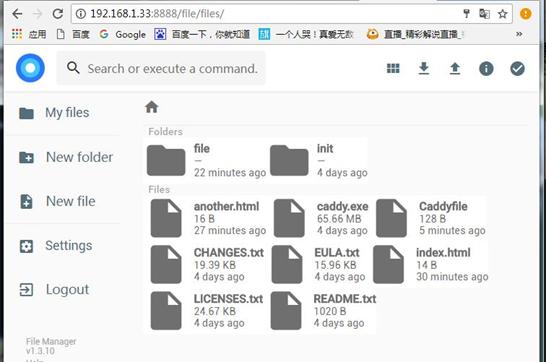 192.168.1.33:8888/file/files/
应用 百度 Google 百度一下，你就知道 一个人哭！真爱无敌 直播_精彩解说直播_!
Search or execute a command.
My files
New folder
New file
Settings
Logout
File Manager
v1.3.10
Help
Folders
file
—
22 minutes ago
init
—
4 days ago
Files
another.html
16 B
27 minutes ago
caddy.exe
65.66 MB
4 days ago
Caddyfile
128 B
5 minutes ago
CHANGES.txt
19.39 KB
4 days ago
EULA.txt
15.96 KB
4 days ago
index.html
14 B
30 minutes ago
LICENSES.txt
24.67 KB
4 days ago
README.txt
1020 B
4 days ago